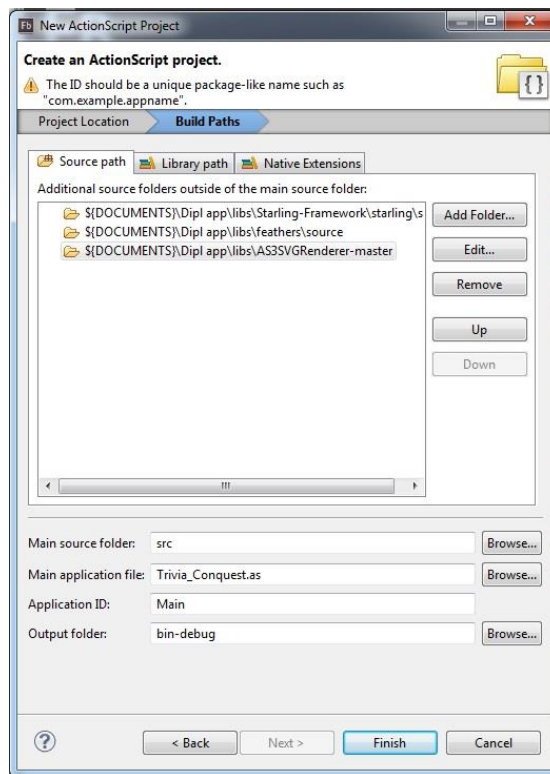 Fb New ActionScript Project
Create an ActionScript project.
The ID should be a unique package-like name such as
"com.example.appname".
Project Location
Build Paths
Source path
Library path
Native Extensions
Additional source folders outside of the main source folder:
${DOCUMENTS}\Dipl app\libs\Starling-Framework\starling\s
${DOCUMENTS}\Dipl app\libs\feathers\source
${DOCUMENTS}\Dipl app\libs\AS3SVGRenderer-master
Add Folder...
Edit...
Remove
Up
Down
Main source folder: src Browse...
Main application file: Trivia_Conquest.as Browse...
Application ID: Main
Output folder: bin-debug Browse...
? < Back Next > Finish Cancel